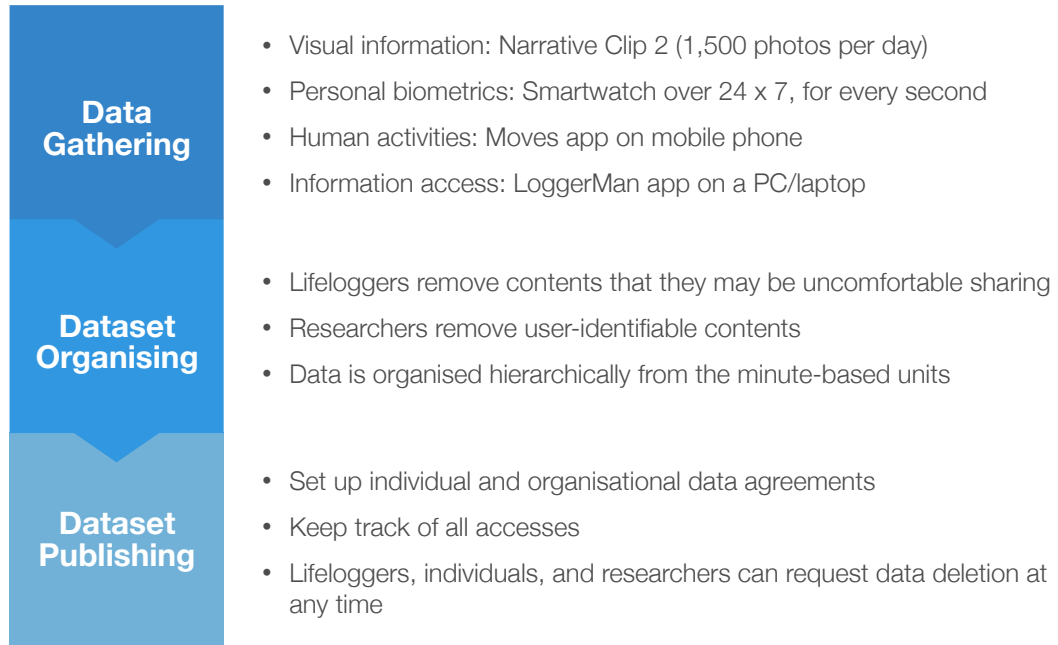 Data
Gathering
• Visual information: Narrative Clip 2 (1,500 photos per day)
• Personal biometrics: Smartwatch over 24 x 7, for every second
• Human activities: Moves app on mobile phone
• Information access: LoggerMan app on a PC/laptop
Dataset
Organising
• Lifeloggers remove contents that they may be uncomfortable sharing
• Researchers remove user-identifiable contents
• Data is organised hierarchically from the minute-based units
Dataset
Publishing
• Set up individual and organisational data agreements
• Keep track of all accesses
• Lifeloggers, individuals, and researchers can request data deletion at
any time